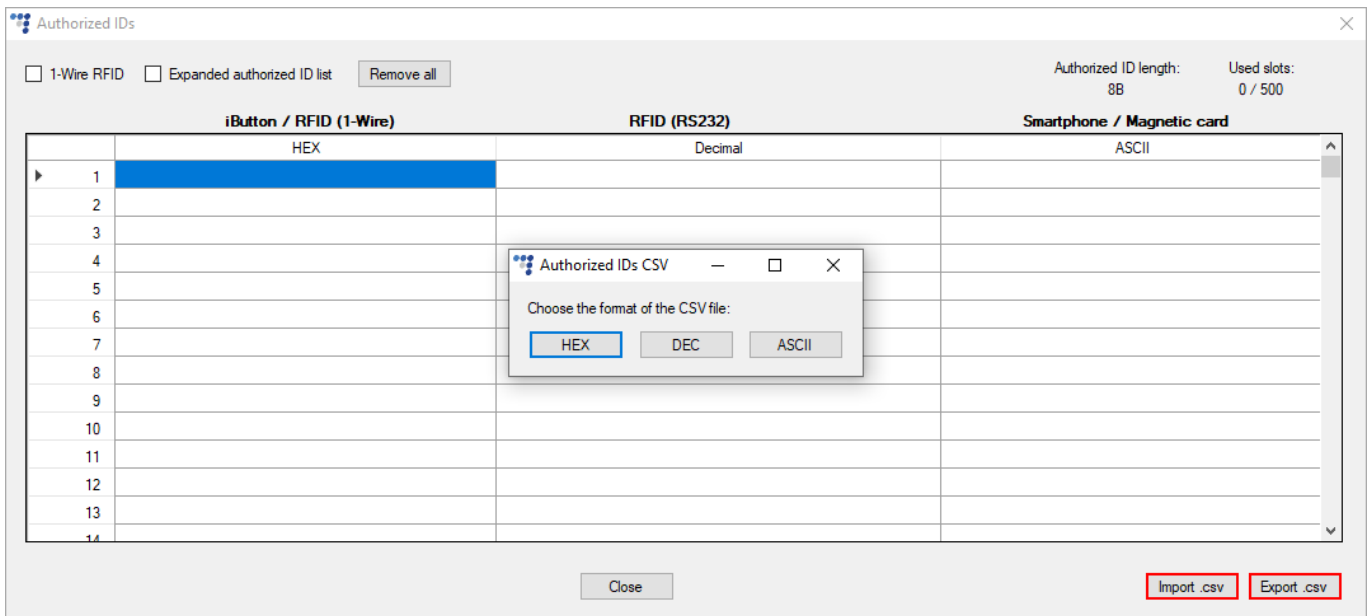 Authorized IDs
1-Wire RFID Expanded authorized ID list Remove all Authorized ID length: Used slots:
8B 0 / 500
iButton / RFID (1-Wire) RFID (RS232) Smartphone / Magnetic card
HEX Decimal ASCII
1
2
3
4
5
6
7
8
9
10
11
12
13
14
Authorized IDs CSV
Choose the format of the CSV file:
HEX DEC ASCII
Close Import .csv Export .csv